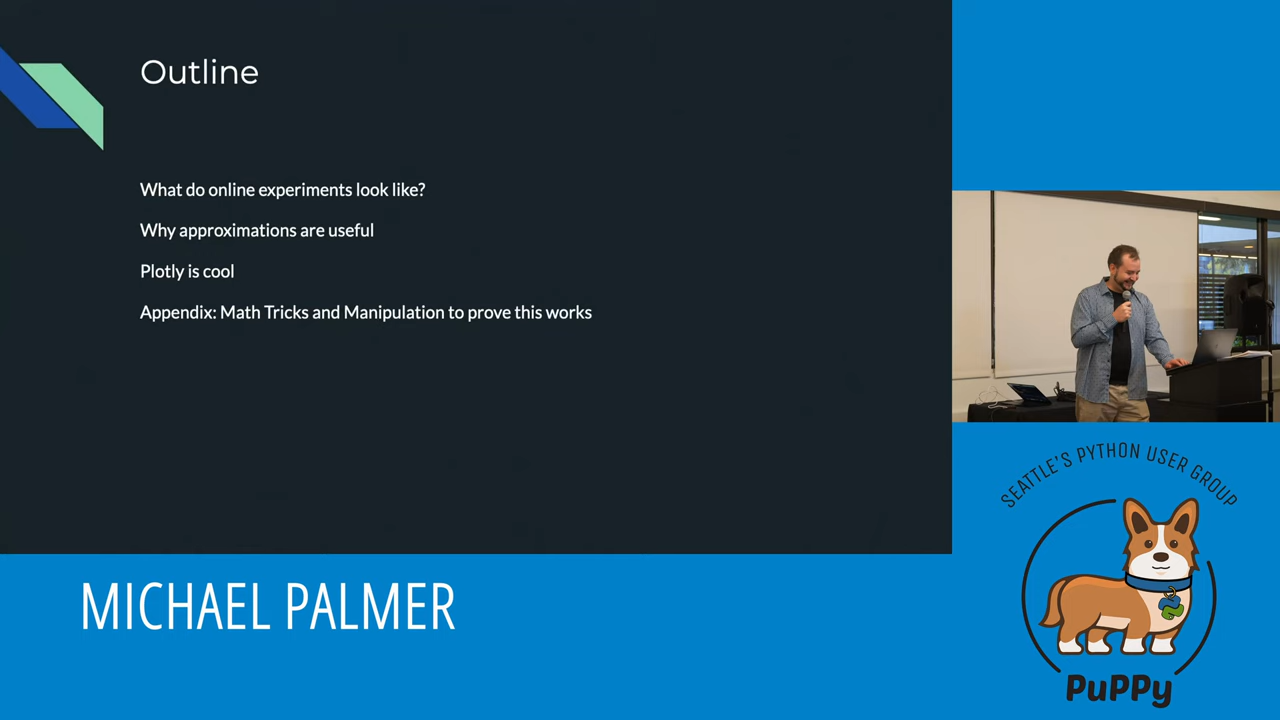 Outline
What do online experiments look like?
Why approximations are useful
Plotly is cool
Appendix: Math Tricks and Manipulation to prove this works
MICHAEL PALMER
SEATTLE'S PYTHON USER GROUP
PuPPy